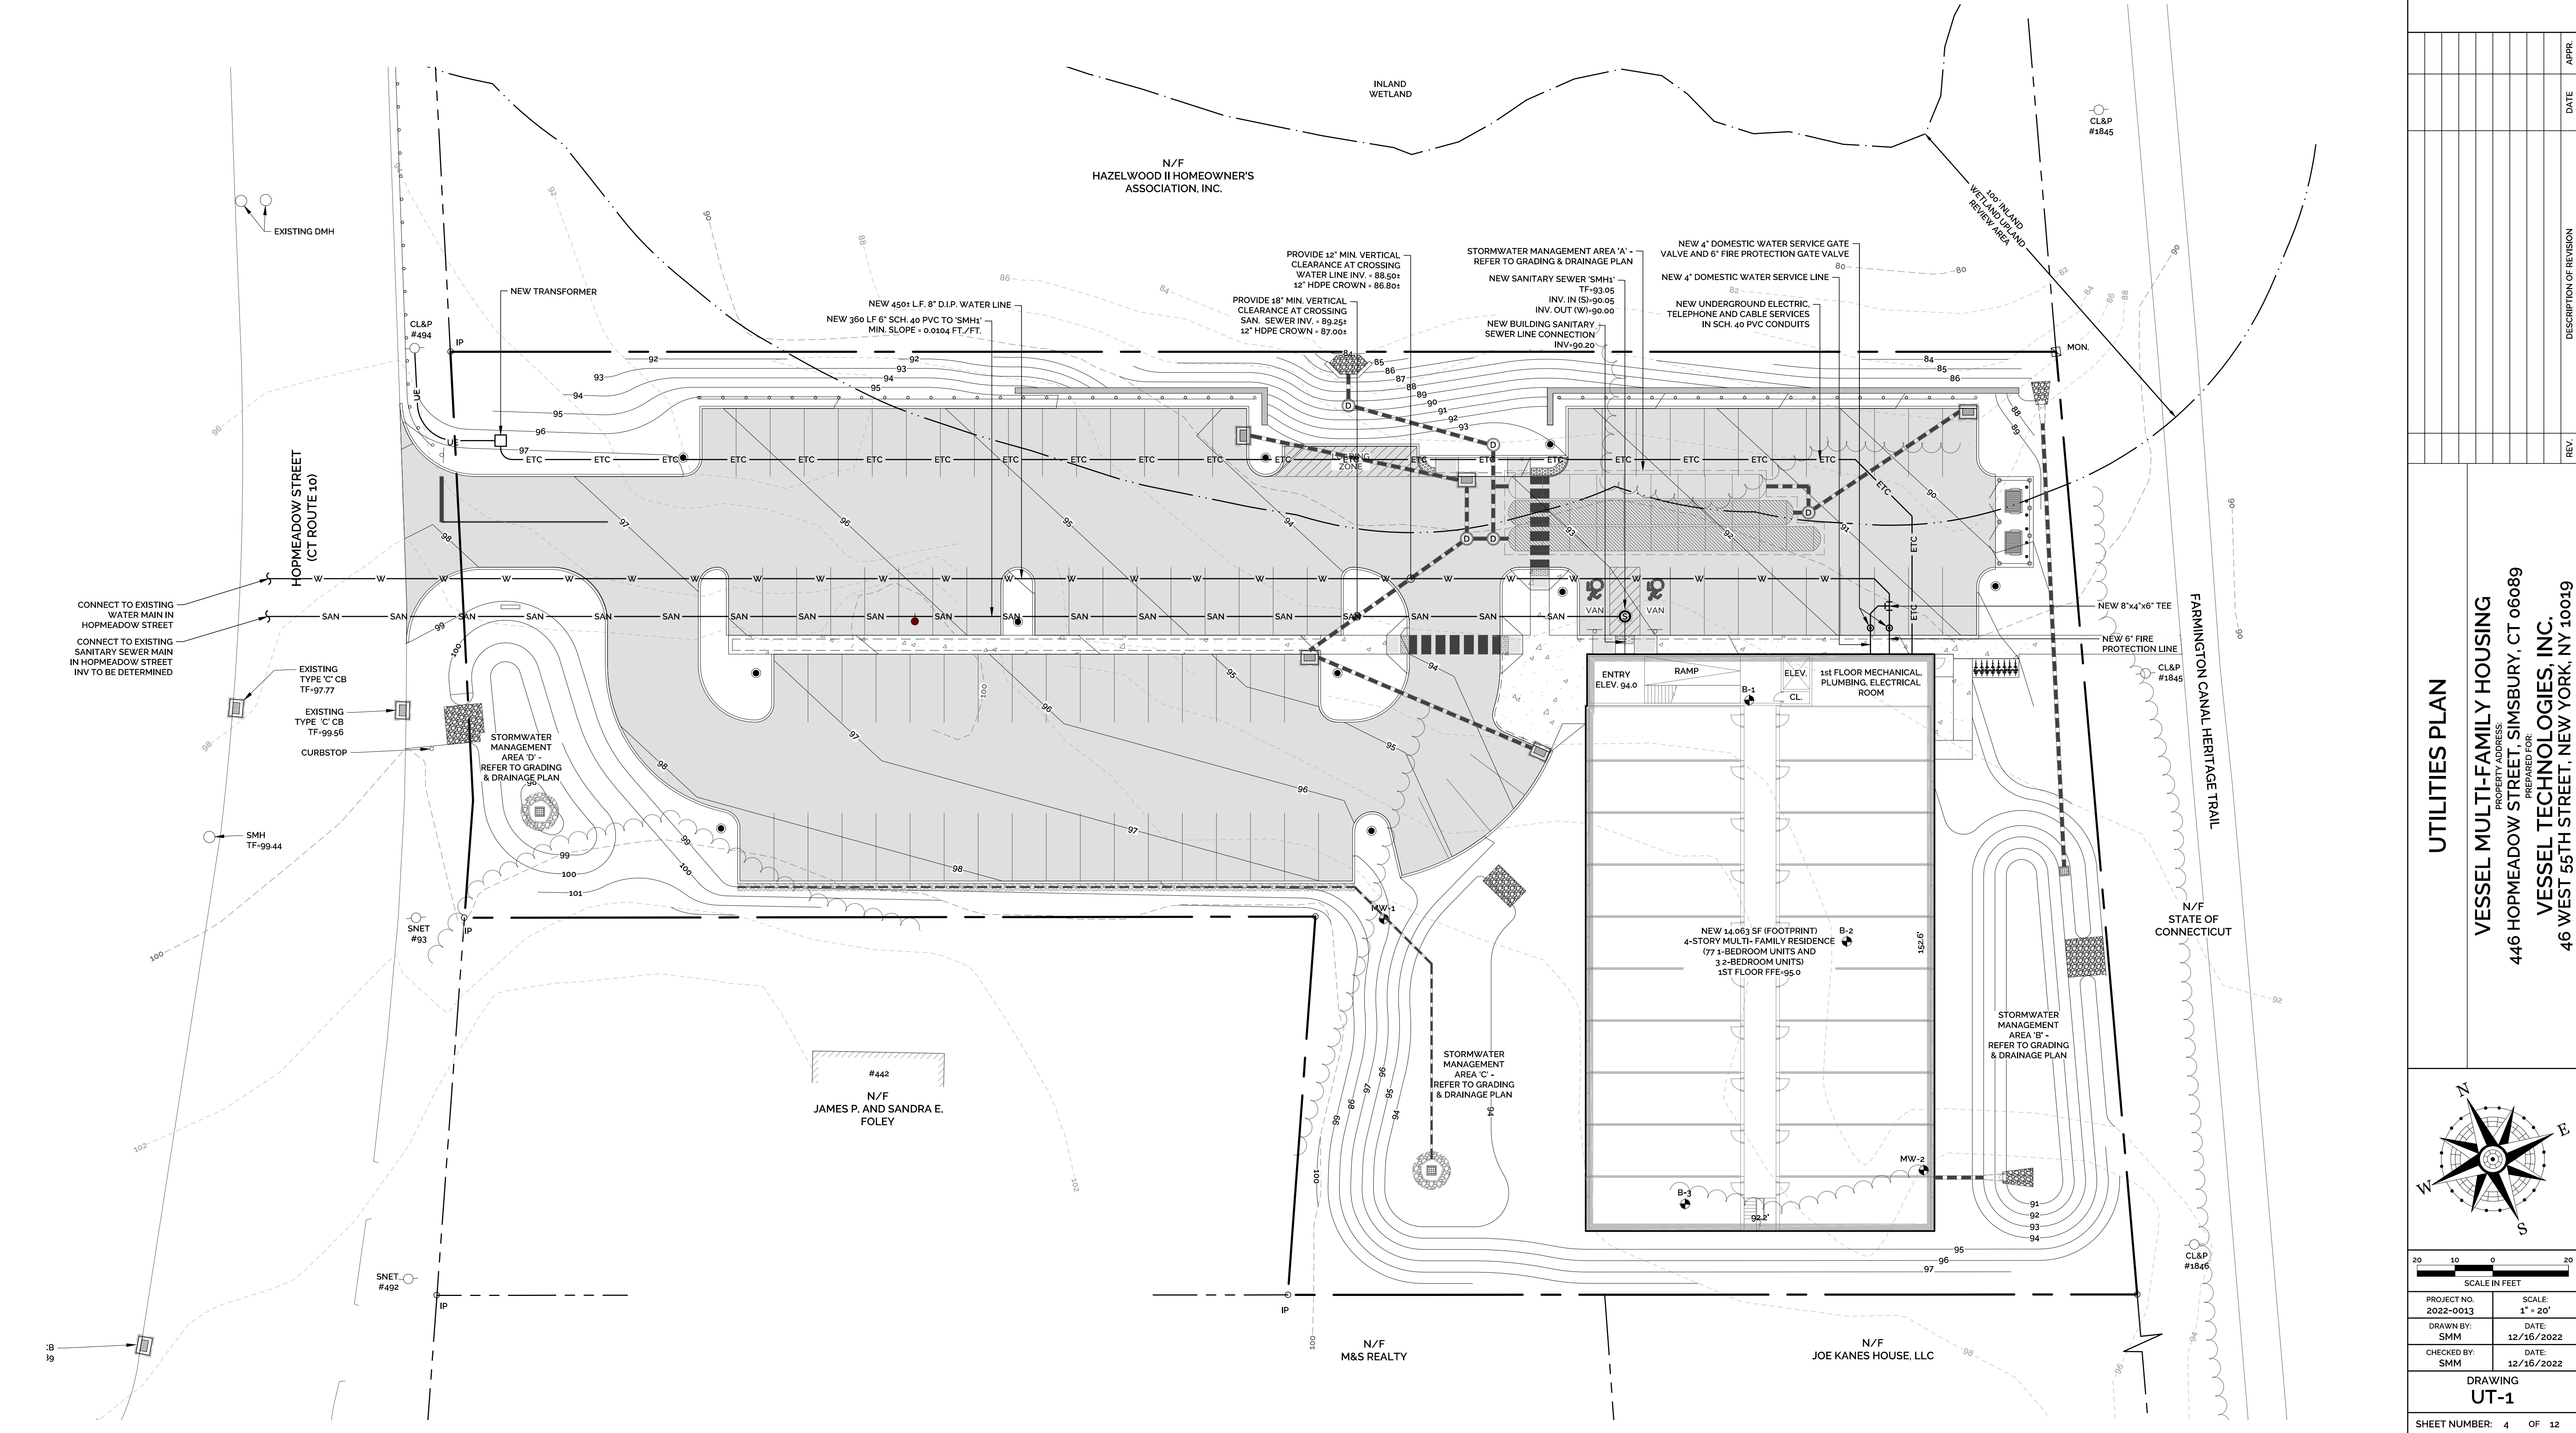 INLAND
WETLAND
CL&P
#1845
N/F
HAZELWOOD II HOMEOWNER'S
ASSOCIATION, INC.
100' INLAND
WETLAND UPLAND
REVIEW AREA
EXISTING DMH
NEW TRANSFORMER
CL&P
#494
IP
UE
UE
NEW 450± L.F. 8" D.I.P. WATER LINE
NEW 360 LF 6" SCH. 40 PVC TO 'SMH1'
MIN. SLOPE = 0.0104 FT./FT.
PROVIDE 12" MIN. VERTICAL
CLEARANCE AT CROSSING
WATER LINE INV. = 88.50±
12" HDPE CROWN = 86.80±
PROVIDE 18" MIN. VERTICAL
CLEARANCE AT CROSSING
SAN. SEWER INV. = 89.25±
12" HDPE CROWN = 87.00±
STORMWATER MANAGEMENT AREA 'A' -
REFER TO GRADING & DRAINAGE PLAN
NEW SANITARY SEWER 'SMH1'
TF=93.05
INV. IN (S)=90.05
INV. OUT (W)=90.00
NEW BUILDING SANITARY
SEWER LINE CONNECTION
INV=90.20
NEW 4" DOMESTIC WATER SERVICE GATE
VALVE AND 6" FIRE PROTECTION GATE VALVE
NEW 4" DOMESTIC WATER SERVICE LINE
NEW UNDERGROUND ELECTRIC,
TELEPHONE AND CABLE SERVICES
IN SCH. 40 PVC CONDUITS
MON.
HOPMEADOW STREET
(CT ROUTE 10)
LOADING
ZONE
CONNECT TO EXISTING
WATER MAIN IN
HOPMEADOW STREET
CONNECT TO EXISTING
SANITARY SEWER MAIN
IN HOPMEADOW STREET
INV TO BE DETERMINED
VAN
VAN
NEW 8"x4"x6" TEE
NEW 6" FIRE
PROTECTION LINE
CL&P
#1845
EXISTING
TYPE 'C' CB
TF=97.77
EXISTING
TYPE 'C' CB
TF=99.56
CURBSTOP
STORMWATER
MANAGEMENT
AREA 'D' -
REFER TO GRADING
& DRAINAGE PLAN
SMH
TF=99.44
SNET
#93
IP
ENTRY
ELEV. 94.0
RAMP
ELEV.
CL.
1st FLOOR MECHANICAL,
PLUMBING, ELECTRICAL
ROOM
B-1
MW-1
NEW 14,063 SF (FOOTPRINT)
4-STORY MULTI- FAMILY RESIDENCE
(77 1-BEDROOM UNITS AND
3 2-BEDROOM UNITS)
1ST FLOOR FFE=95.0
B-2
152.6'
FARMINGTON CANAL HERITAGE TRAIL
N/F
STATE OF
CONNECTICUT
STORMWATER
MANAGEMENT
AREA 'B' -
REFER TO GRADING
& DRAINAGE PLAN
STORMWATER
MANAGEMENT
AREA 'C' -
REFER TO GRADING
& DRAINAGE PLAN
#442
N/F
JAMES P. AND SANDRA E.
FOLEY
MW-2
B-3
92.2'
SNET
#492
IP
IP
CL&P
#1846
N/F
M&S REALTY
N/F
JOE KANES HOUSE, LLC
APPR.
DATE
DESCRIPTION OF REVISION
REV.
UTILITIES PLAN
VESSEL MULTI-FAMILY HOUSING
PROPERTY ADDRESS:
446 HOPMEADOW STREET, SIMSBURY, CT 06089
PREPARED FOR:
VESSEL TECHNOLOGIES, INC.
46 WEST 55TH STREET, NEW YORK, NY 10019
N
E
W
S
20 10 0 20
SCALE IN FEET
PROJECT NO.
2022-0013
SCALE:
1" = 20'
DRAWN BY:
SMM
DATE:
12/16/2022
CHECKED BY:
SMM
DATE:
12/16/2022
DRAWING
UT-1
SHEET NUMBER: 4 OF 12